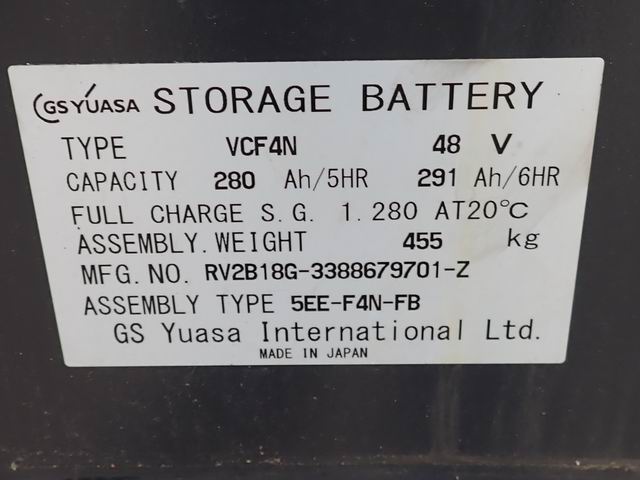 GS YUASA STORAGE BATTERY
TYPE VCF4N 48 V
CAPACITY 280 Ah/5HR 291 Ah/6HR
FULL CHARGE S.G. 1.280 AT20℃
ASSEMBLY.WEIGHT 455 kg
MFG.NO. RV2B18G-3388679701-Z
ASSEMBLY TYPE 5EE-F4N-FB
GS Yuasa International Ltd.
MADE IN JAPAN